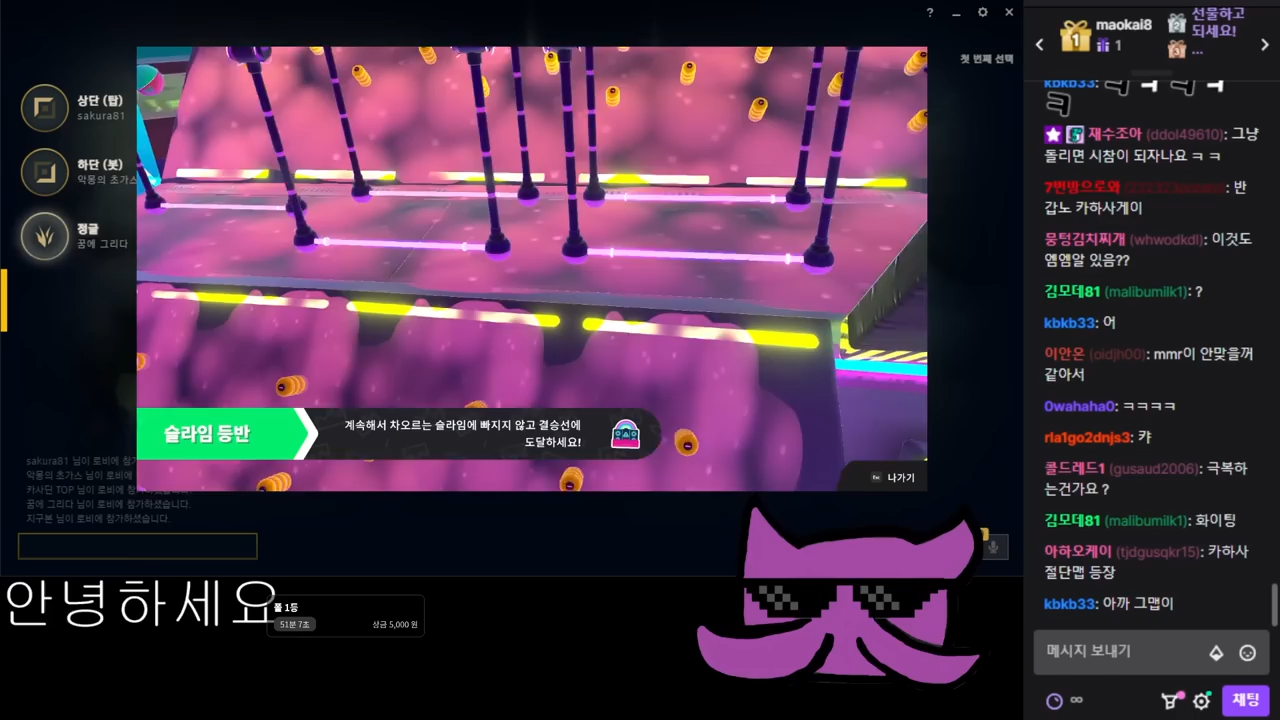 첫 번째 선택
상단 (탑)
sakura81
하단 (봇)
악몽의 초가스
정글
꿈에 그리다
슬라임 등반
계속해서 차오르는 슬라임에 빠지지 않고 결승선에
도달하세요!
나가기
sakura81 님이 로비에 참가
악몽의 초가스 님이 로비에
카사단 TOP 님이 로비에
꿈에 그리다 님이 로비에 참가하셨습니다.
지구본 님이 로비에 참가하셨습니다.
안녕하세요
풀 1등
51분 7초
상금 5,000 원
maokai8
1
1
선물하고
되세요!
...
kbkb33: ㅋ ㅋ ㅋ ㅋ
ㅋ
재수조아 (ddol49610): 그냥
돌리면 시참이 되자나요 ㅋ ㅋ
7번방으로와 : 반
갑노 카하사게이
뭉텅김치찌개 (whwodkdl): 이것도
엠엠알 있음??
김모데81 (malibumilk1): ?
kbkb33: 어
이안온 (oidjh00): mmr이 안맞을꺼
같아서
0wahaha0: ㅋㅋㅋㅋ
rla1go2dnjs3: 캬
콜드레드1 (gusaud2006): 극복하
는건가요 ?
김모데81 (malibumilk1): 화이팅
아하오케이 (tjdgusqkr15): 카하사
절단맵 등장
kbkb33: 아까 그맵이
메시지 보내기
채팅